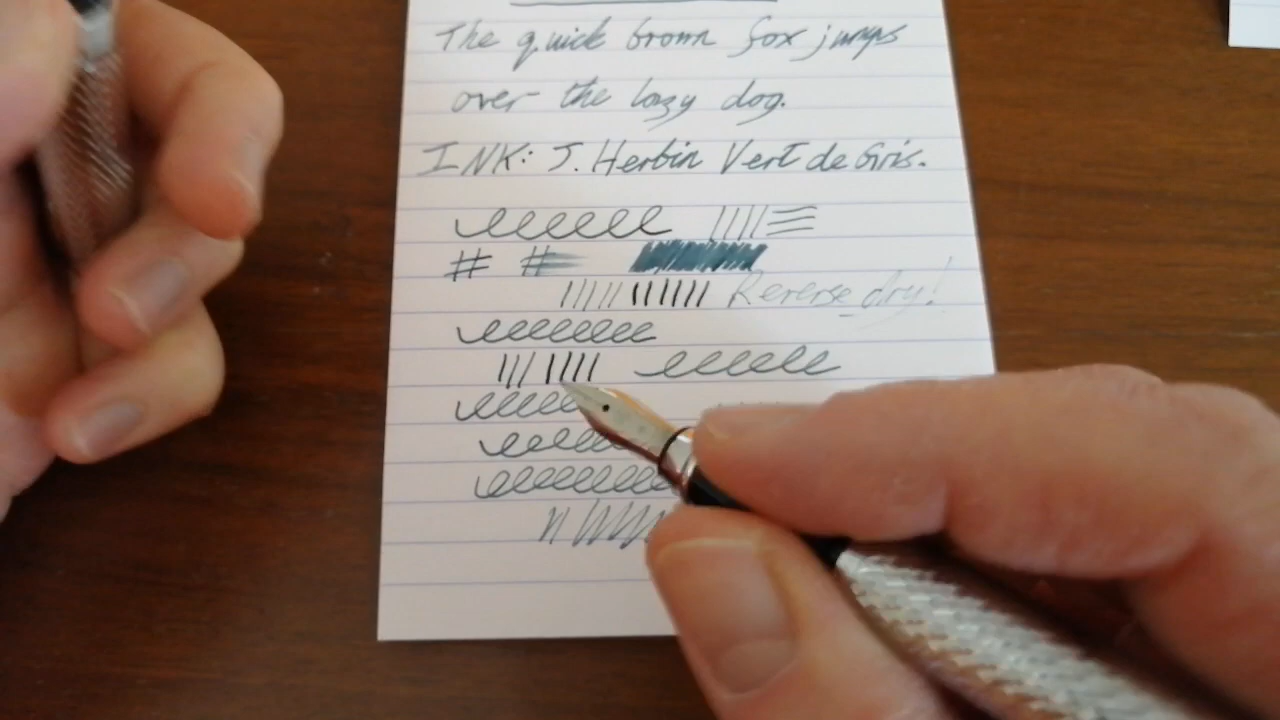 The quick brown fox jumps
over the lazy dog.
INK: J. Herbin Vert de Gris.
Reverse dry!